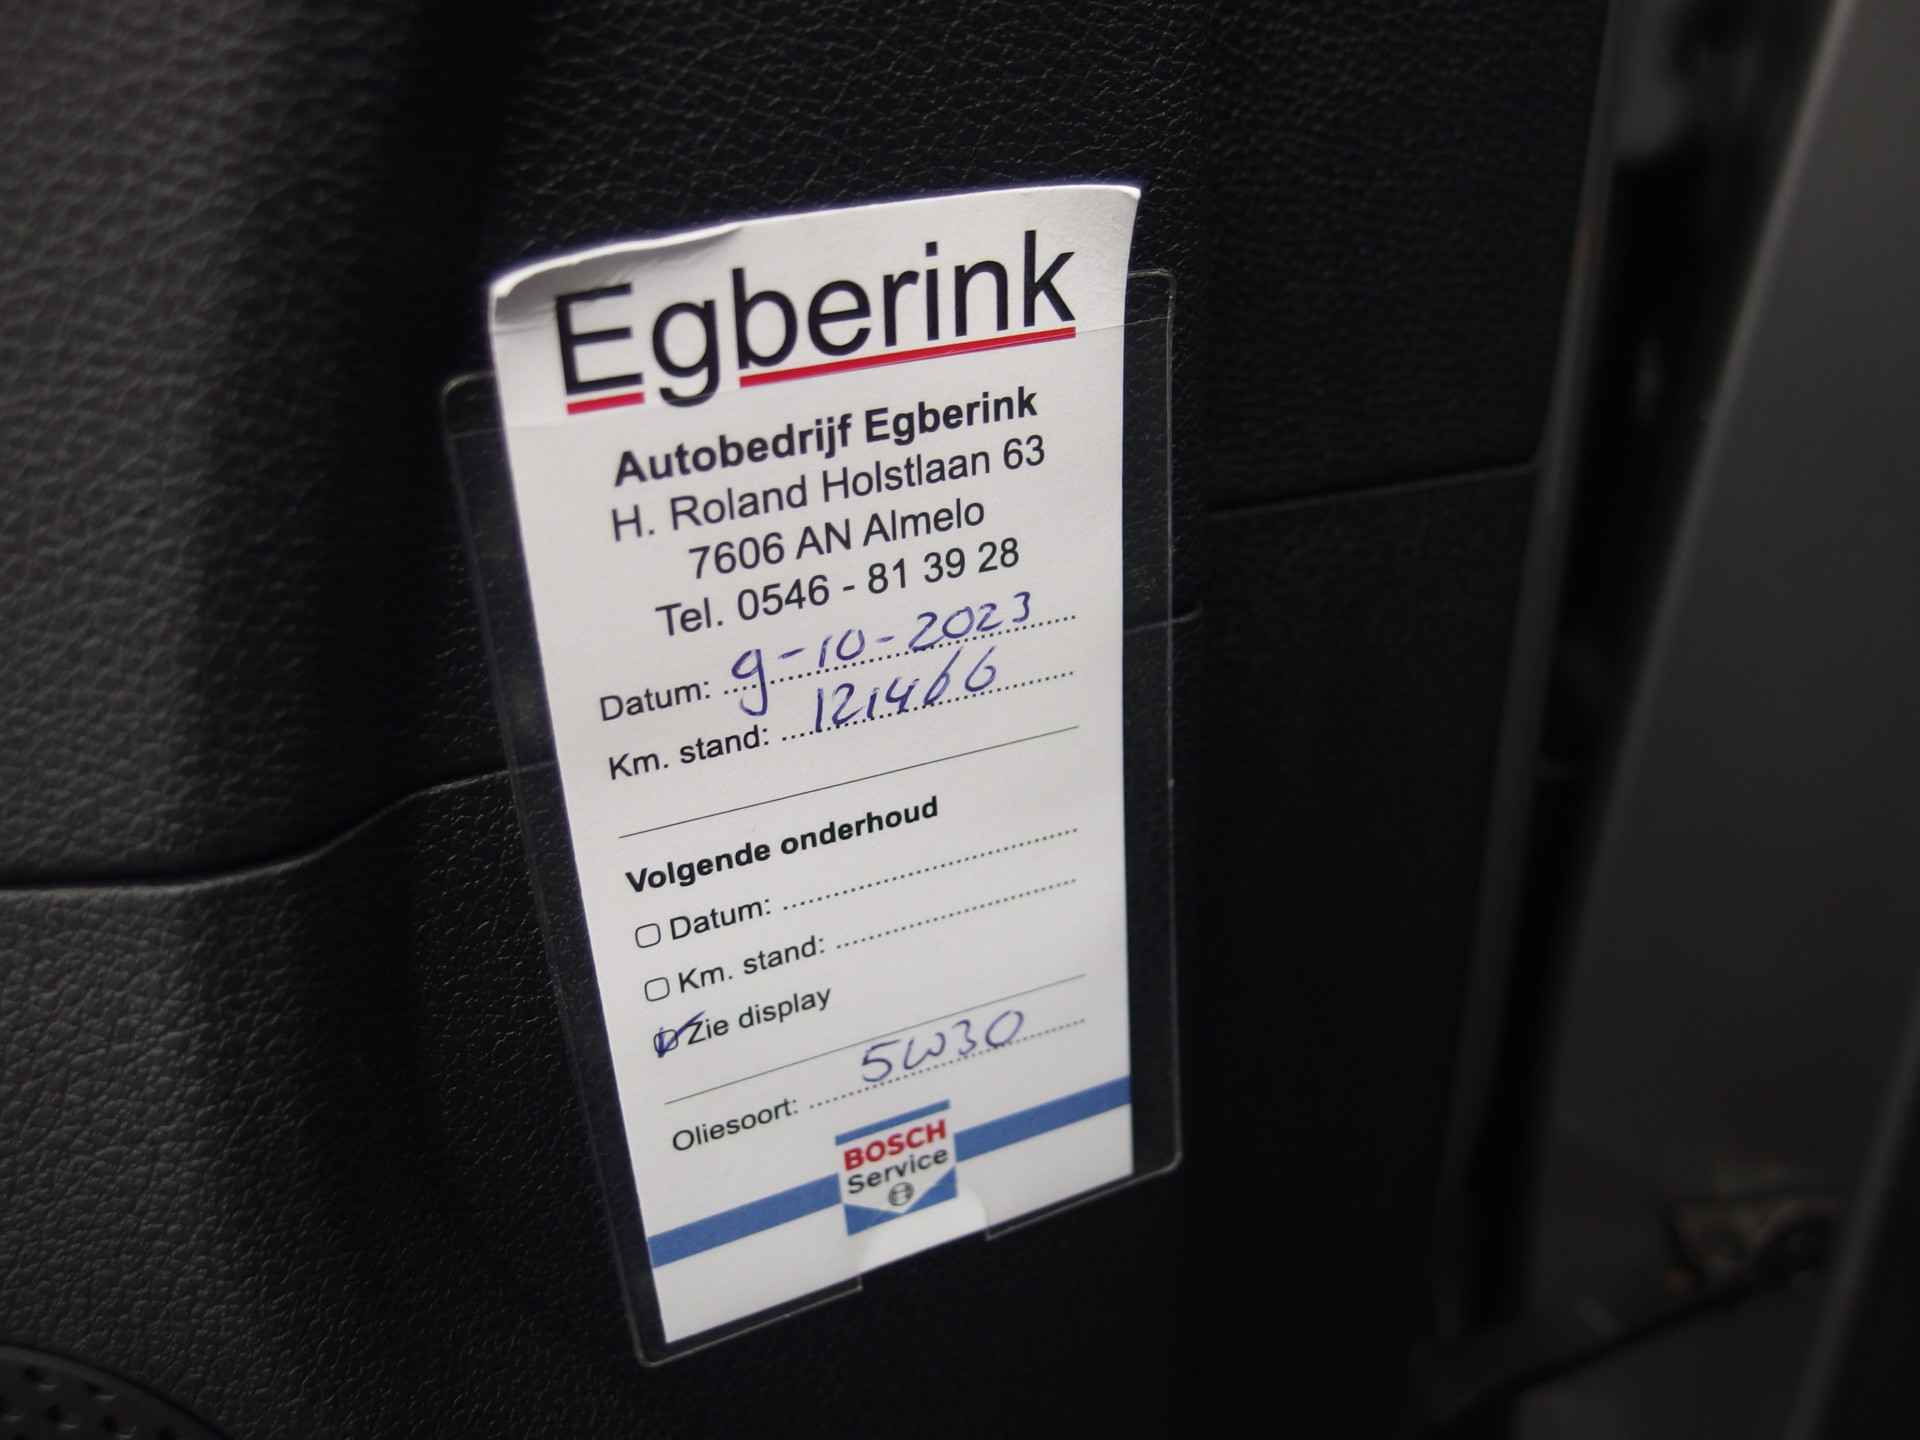 Egberink
Autobedrijf Egberink
H. Roland Holstlaan 63
7606 AN Almelo
Tel. 0546 - 81 39 28
Datum: 9-10-2023
Km. stand: 121466
Volgende onderhoud
Datum:
Km. stand:
Zie display
Oliesoort: 5W30
BOSCH
Service